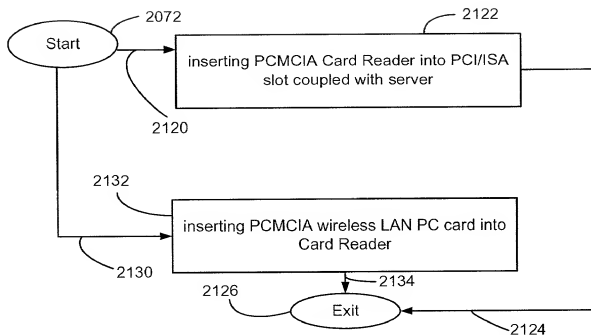 Start
2072
2122
inserting PCMCIA Card Reader into PCI/ISA
slot coupled with server
2120
2132
inserting PCMCIA wireless LAN PC card into
Card Reader
2130
2134
2126
Exit
2124